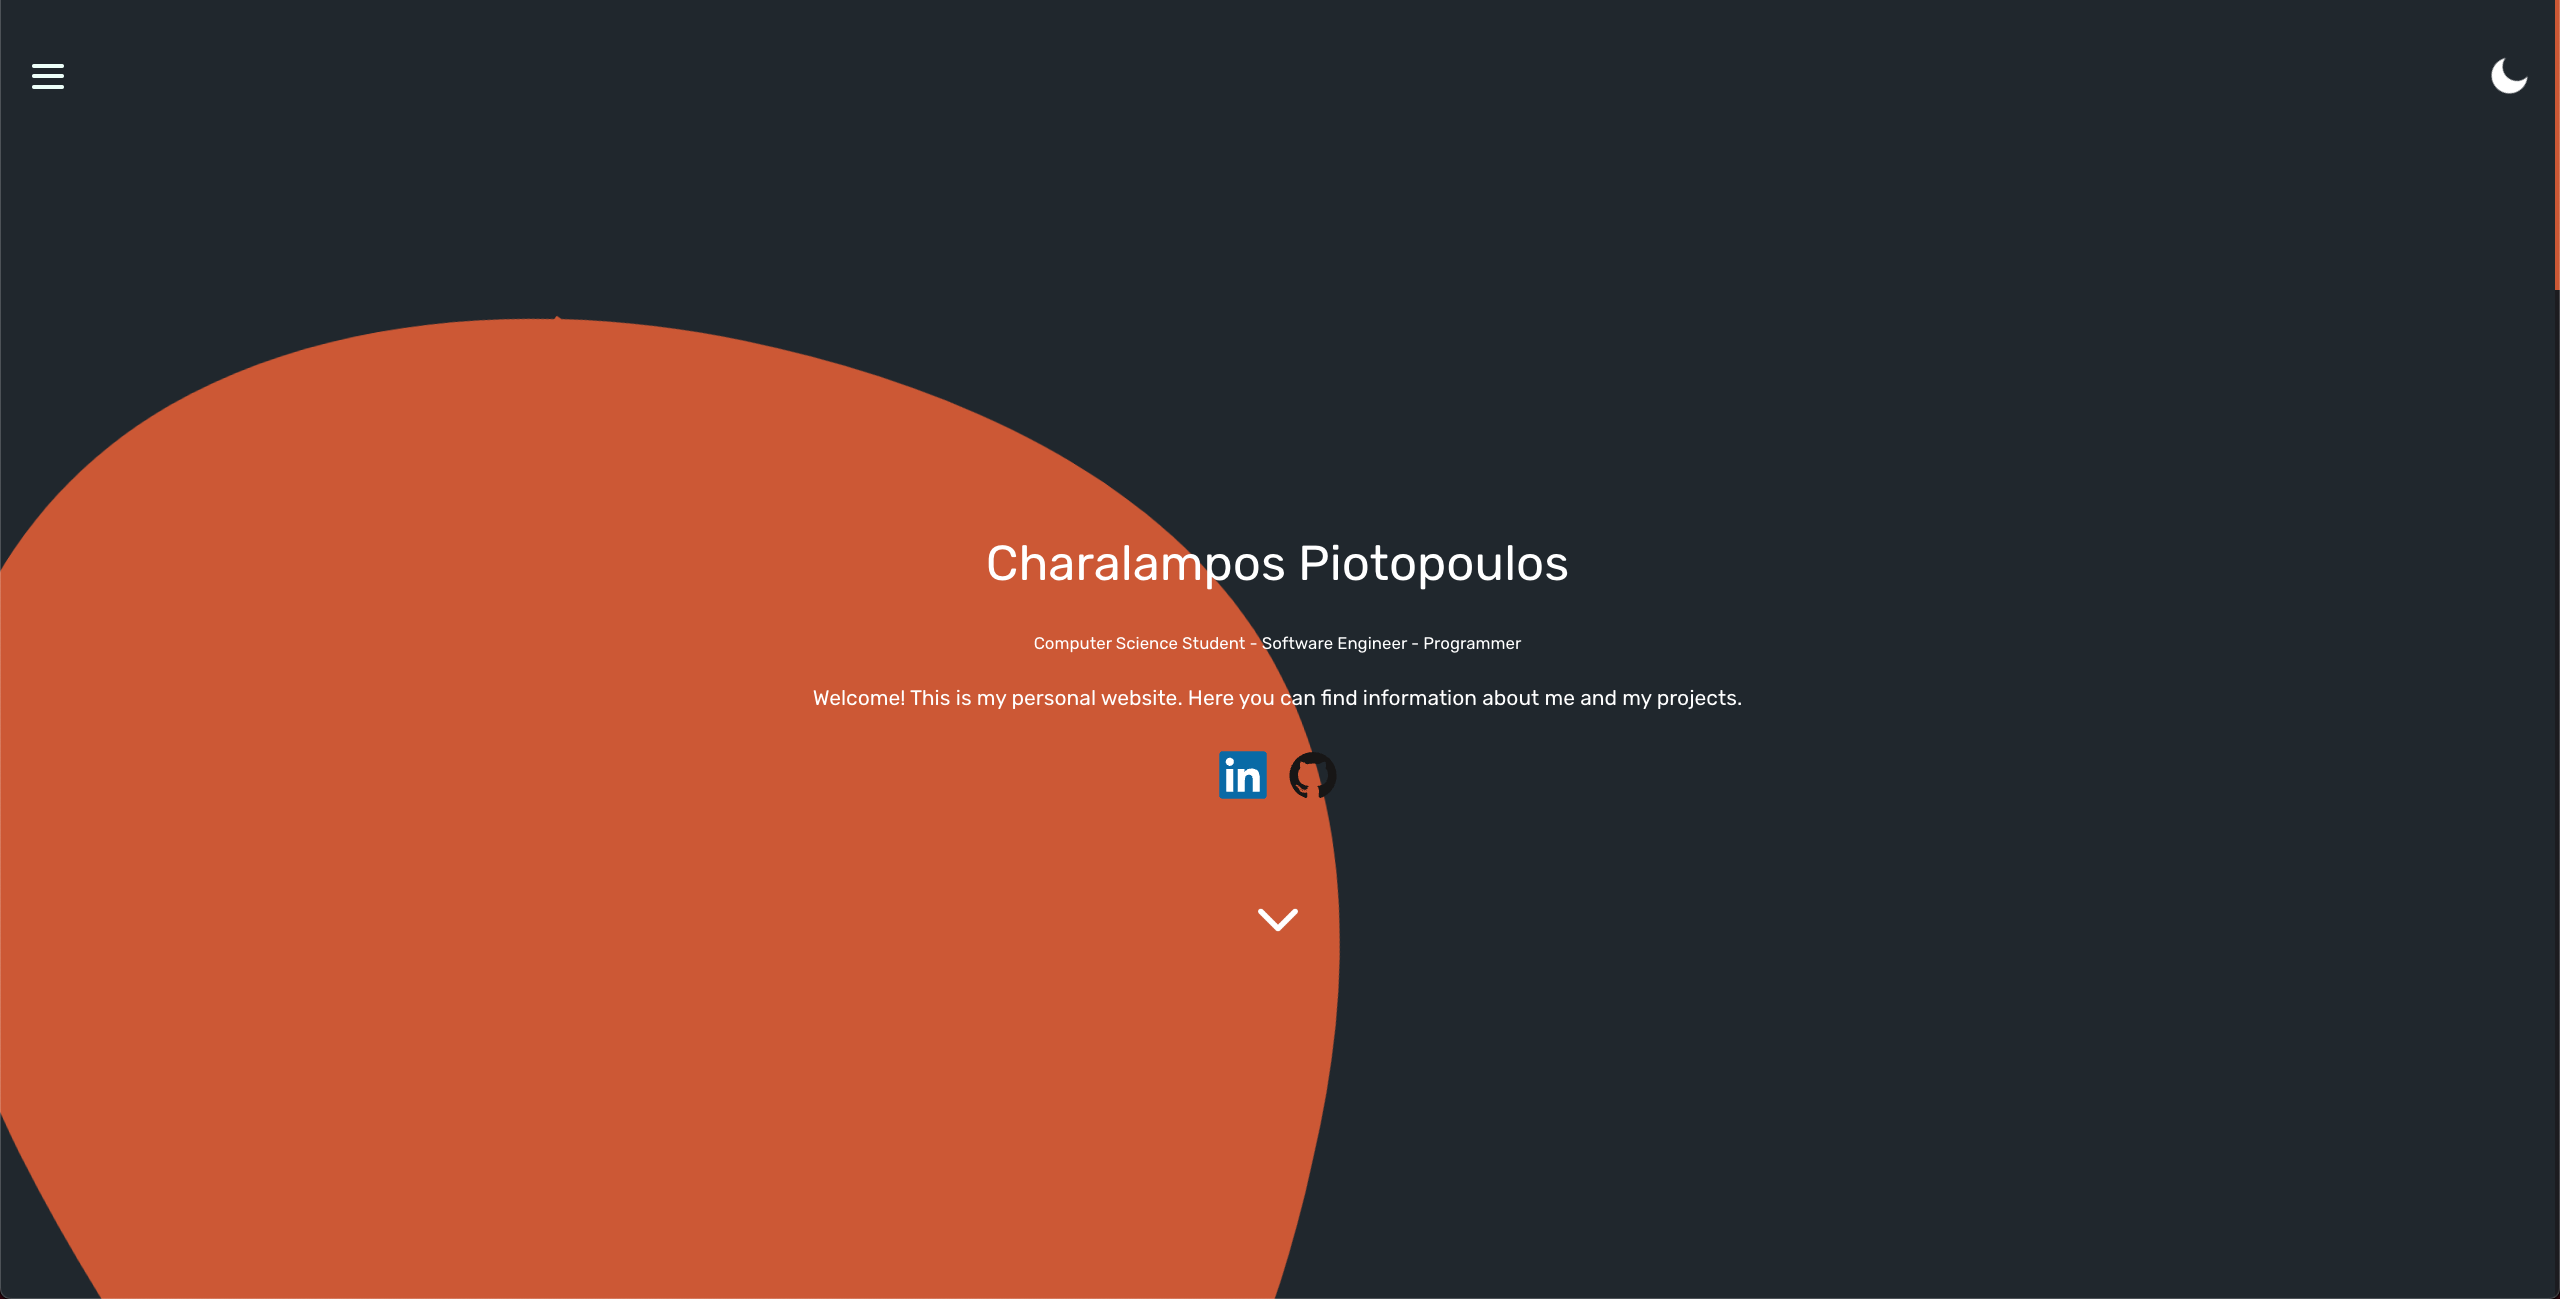 Charalampos Piotopoulos
Computer Science Student - Software Engineer - Programmer
Welcome! This is my personal website. Here you can find information about me and my projects.
in